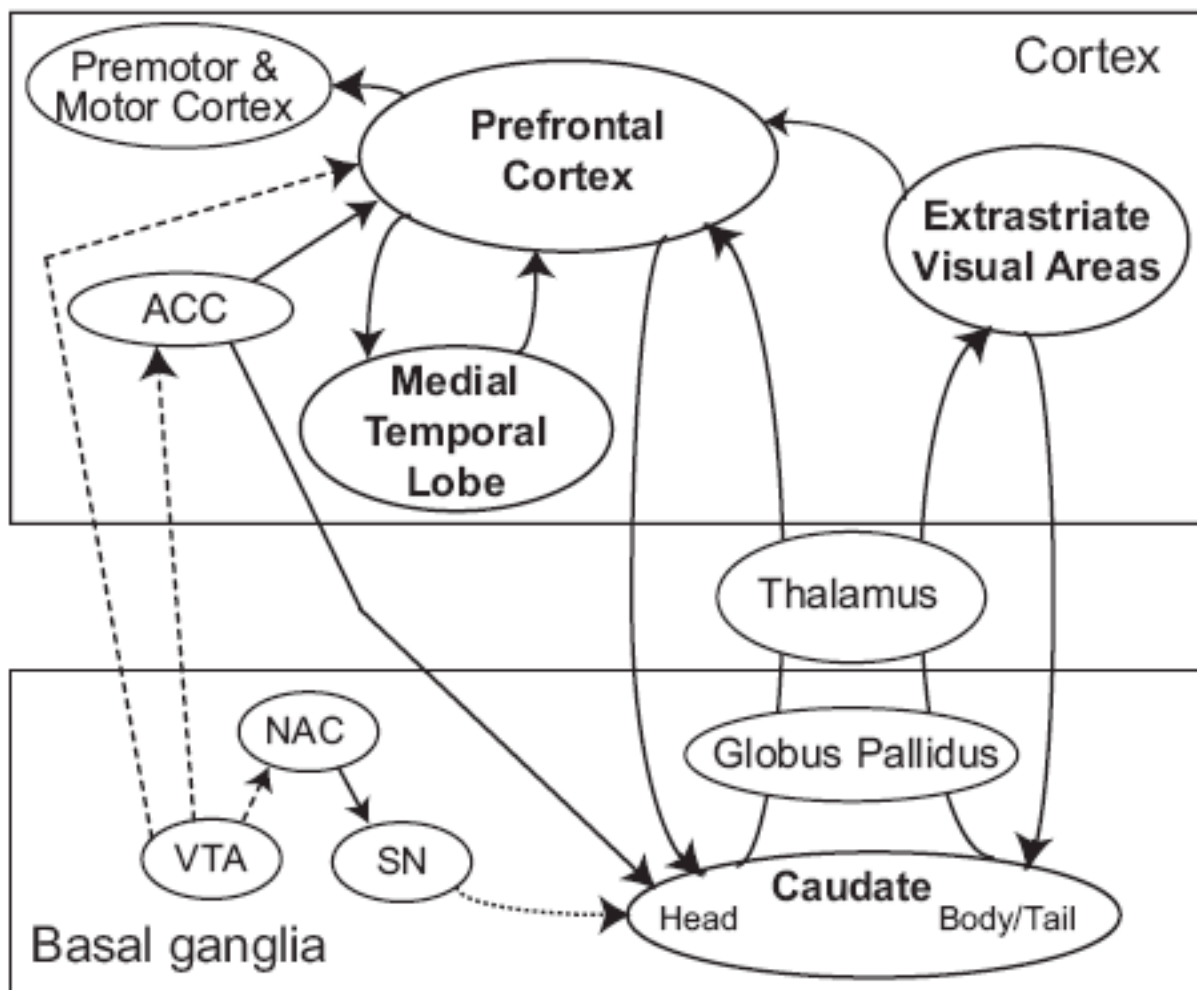 Cortex
Premotor &
Motor Cortex
Prefrontal
Cortex
Extrastriate
Visual Areas
ACC
Medial
Temporal
Lobe
Thalamus
NAC
Globus Pallidus
VTA
SN
Caudate
Head
Body/Tail
Basal ganglia